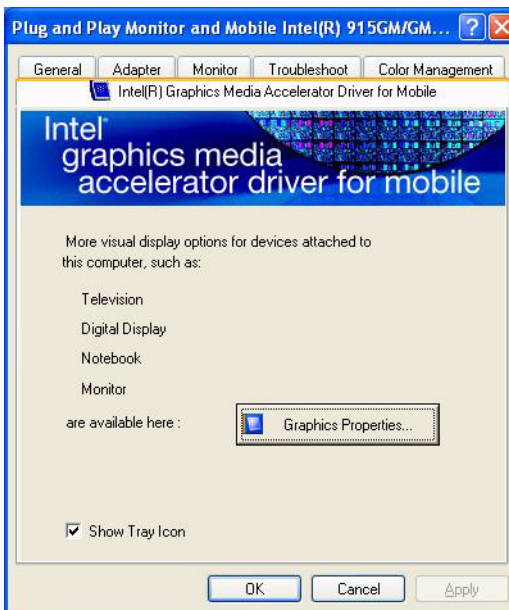 Plug and Play Monitor and Mobile Intel(R) 915GM/GM...
General Adapter Monitor Troubleshoot Color Management
Intel(R) Graphics Media Accelerator Driver for Mobile
Intel®
graphics media
accelerator driver for mobile
More visual display options for devices attached to
this computer, such as:
Television
Digital Display
Notebook
Monitor
are available here :
Graphics Properties...
Show Tray Icon
OK Cancel Apply